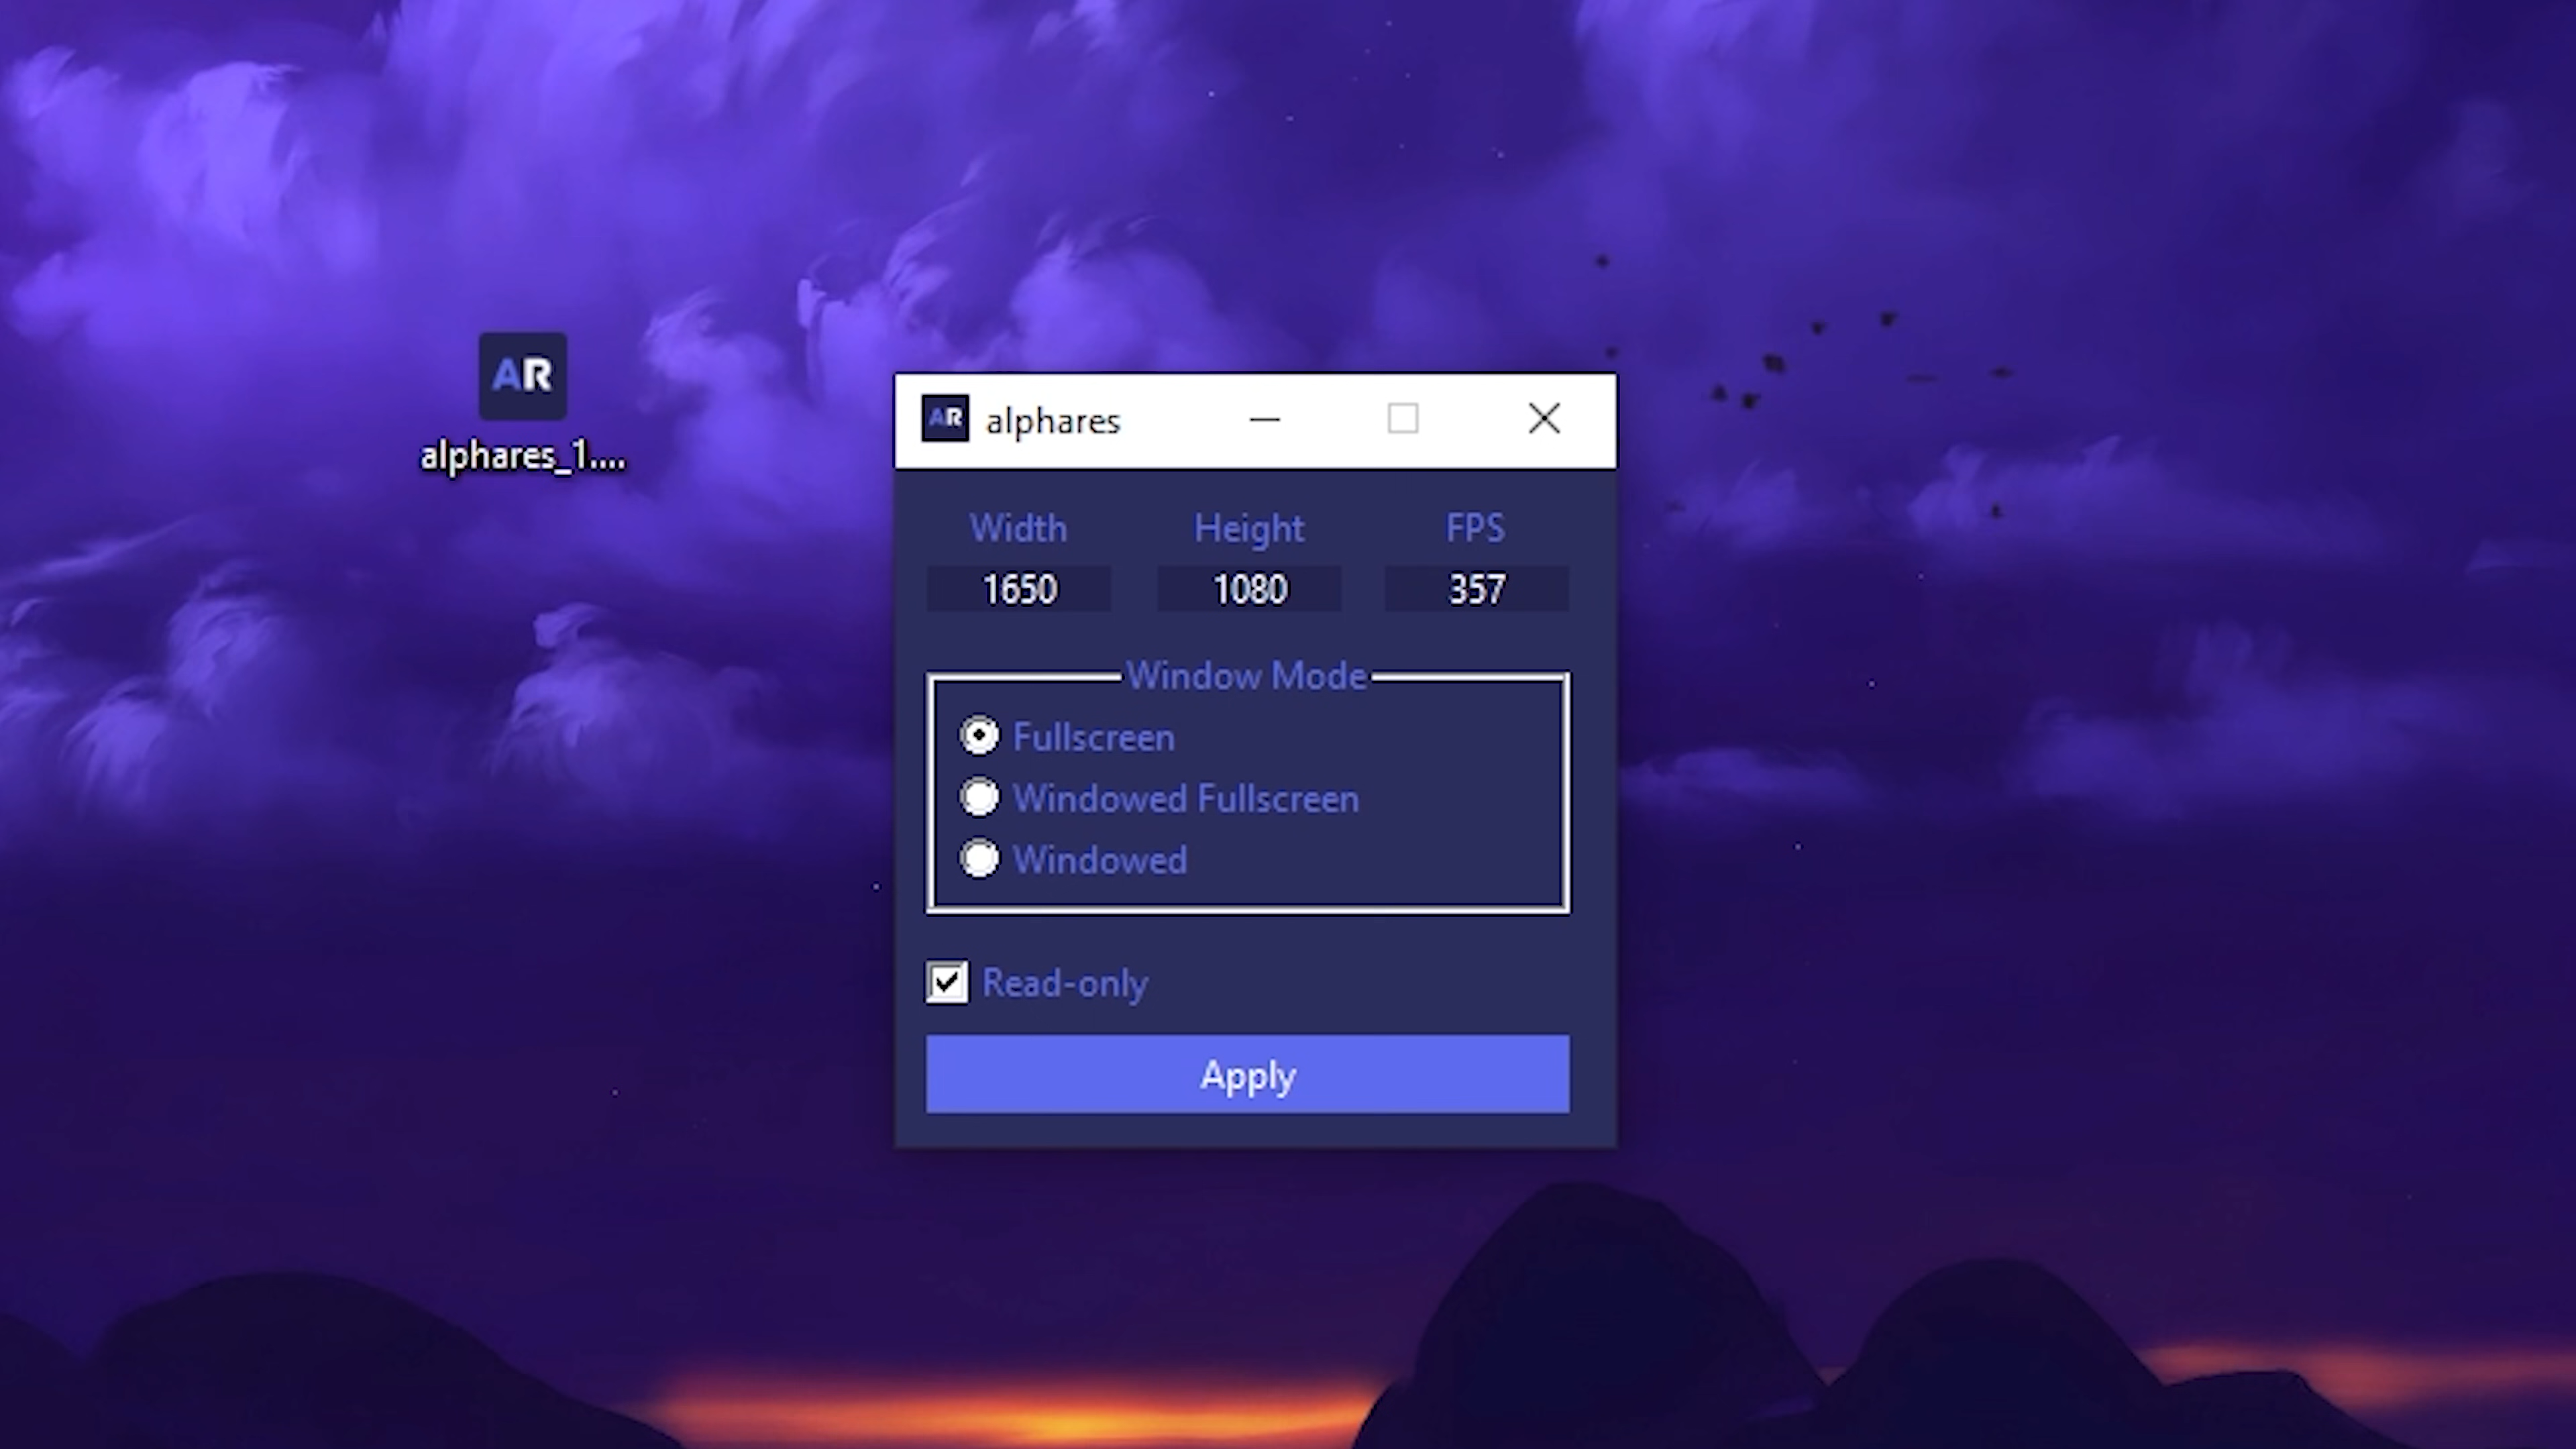 AR
alphares_1....
AR alphares
Width Height FPS
1650 1080 357
Window Mode
Fullscreen
Windowed Fullscreen
Windowed
Read-only
Apply